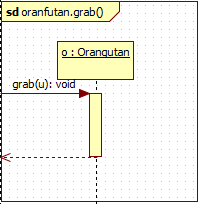 sd oranfutan.grab()
o : Orangutan
grab(u): void